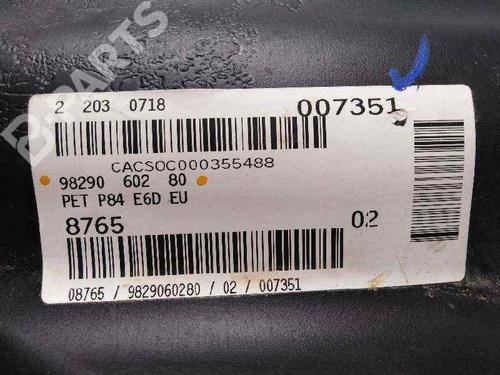 B-PARTS
2 203 0718 007351
CACSOC000355488
98290 602 80
PET P84 E6D EU
8765 02
08765 / 9829060280 / 02 / 007351